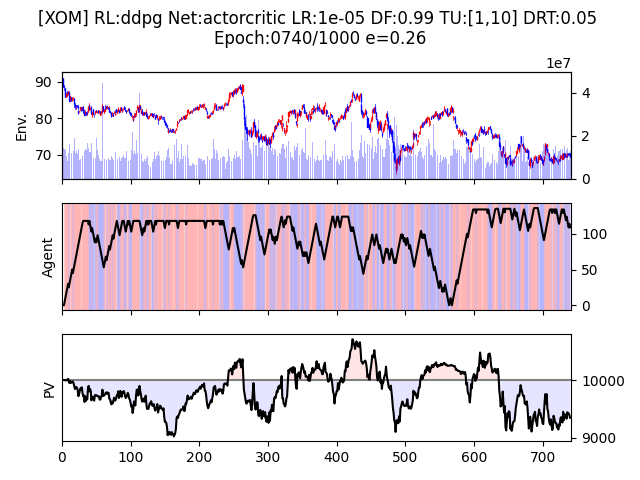 [XOM] RL:ddpg Net:actorcritic LR:1e-05 DF:0.99 TU:[1,10] DRT:0.05
Epoch:0740/1000 e=0.26
1e7
90
80
70
Env.
4
2
0
Agent
100
50
0
PV
10000
9000
0 100 200 300 400 500 600 700